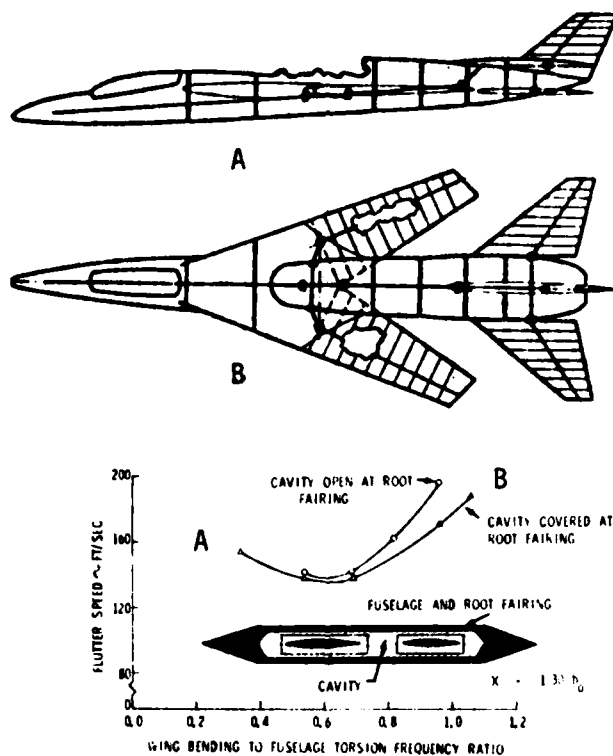 A
B
200
160
120
80
0
FLUTTER SPEED ~ FT/SEC
A
B
CAVITY OPEN AT ROOT
FAIRING
CAVITY COVERED AT
ROOT FAIRING
FUSELAGE AND ROOT FAIRING
CAVITY
0.0 0.2 0.4 0.6 0.8 1.0 1.2
WING BENDING TO FUSELAGE TORSION FREQUENCY RATIO